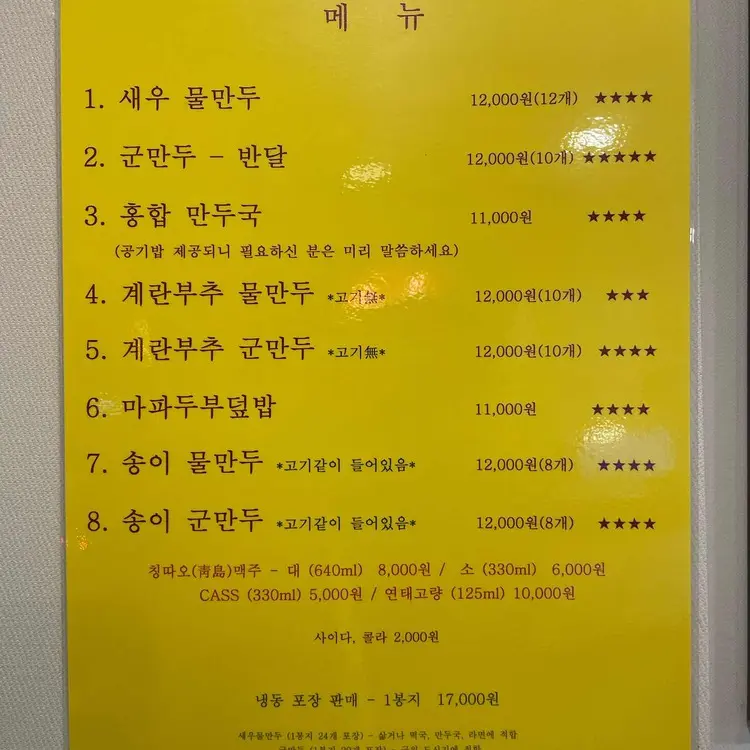 메 뉴
1. 새우 물만두 12,000원(12개) ★★★★
2. 군만두 - 반달 12,000원(10개) ★★★★★
3. 홍합 만두국 11,000원 ★★★★
(공기밥 제공되니 필요하신 분은 미리 말씀하세요)
4. 계란부추 물만두 *고기無* 12,000원(10개) ★★★
5. 계란부추 군만두 *고기無* 12,000원(10개) ★★★★
6. 마파두부덮밥 11,000원 ★★★★
7. 송이 물만두 *고기같이 들어있음* 12,000원(8개) ★★★★
8. 송이 군만두 *고기같이 들어있음* 12,000원(8개) ★★★★
칭따오(靑島)맥주 - 대 (640ml) 8,000원 / 소 (330ml) 6,000원
CASS (330ml) 5,000원 / 연태고량 (125ml) 10,000원
사이다, 콜라 2,000원
냉동 포장 판매 - 1봉지 17,000원
새우물만두 (1봉지 24개 포장) - 삶거나 떡국, 만두국, 라면에 적합
군만두 (1봉지 20개 포장)